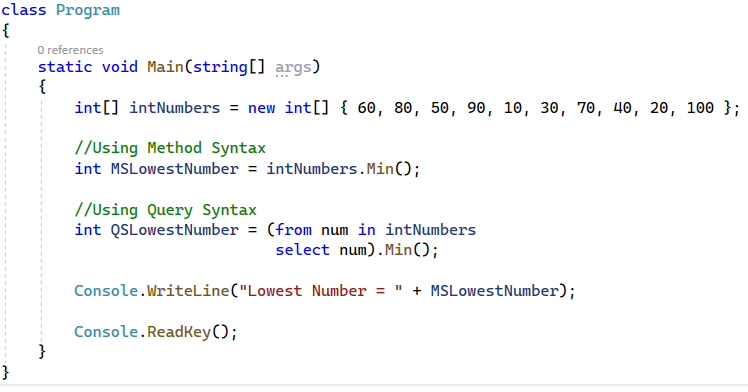 class Program
{
0 references
static void Main(string[] args)
{
int[] intNumbers = new int[] { 60, 80, 50, 90, 10, 30, 70, 40, 20, 100 };
//Using Method Syntax
int MSLowestNumber = intNumbers.Min();
//Using Query Syntax
int QSLowestNumber = (from num in intNumbers
select num).Min();
Console.WriteLine("Lowest Number = " + MSLowestNumber);
Console.ReadKey();
}
}